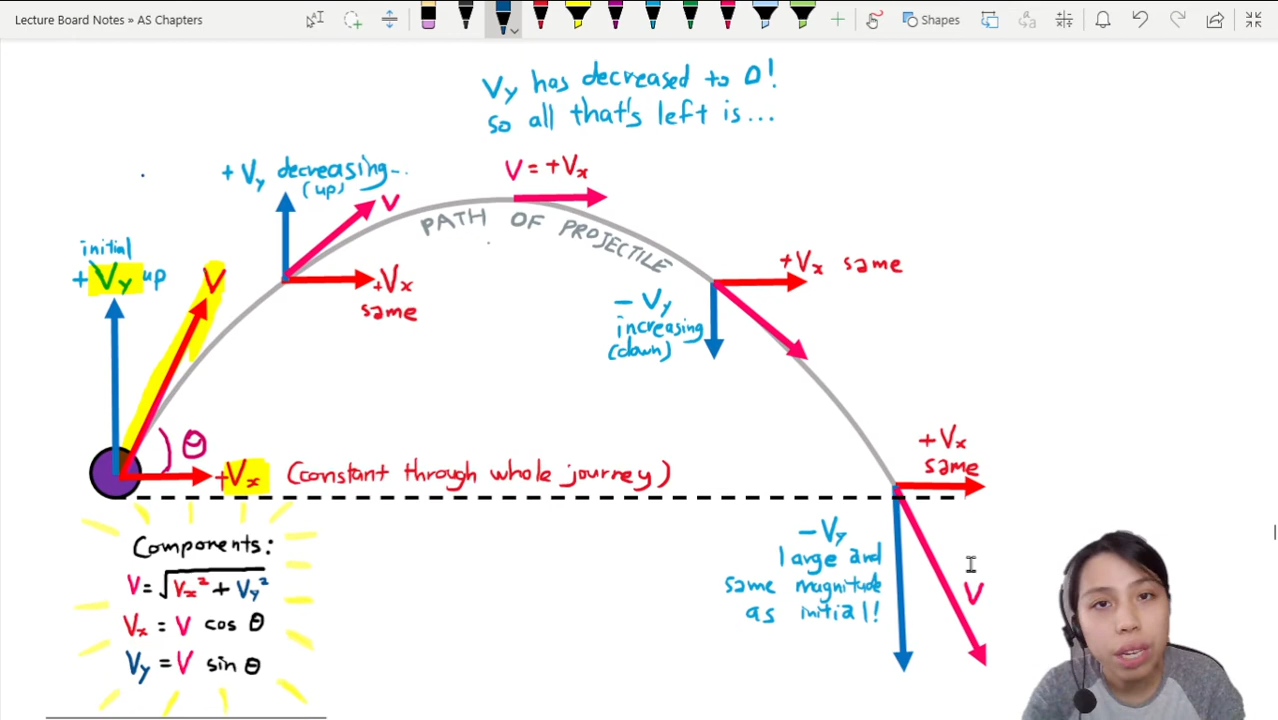 Lecture Board Notes » AS Chapters
Shapes
Vy has decreased to 0!
so all that's left is...
+Vy decreasing...
(up)
V
V = +Vx
PATH OF PROJECTILE
initial
+Vy up
V
+Vx
same
+Vx same
-Vy
increasing
(down)
θ
+Vx (constant through whole journey)
+Vx
same
-Vy
large and
same magnitude
as initial!
V
Components:
V = √Vx² + Vy²
Vx = V cos θ
Vy = V sin θ